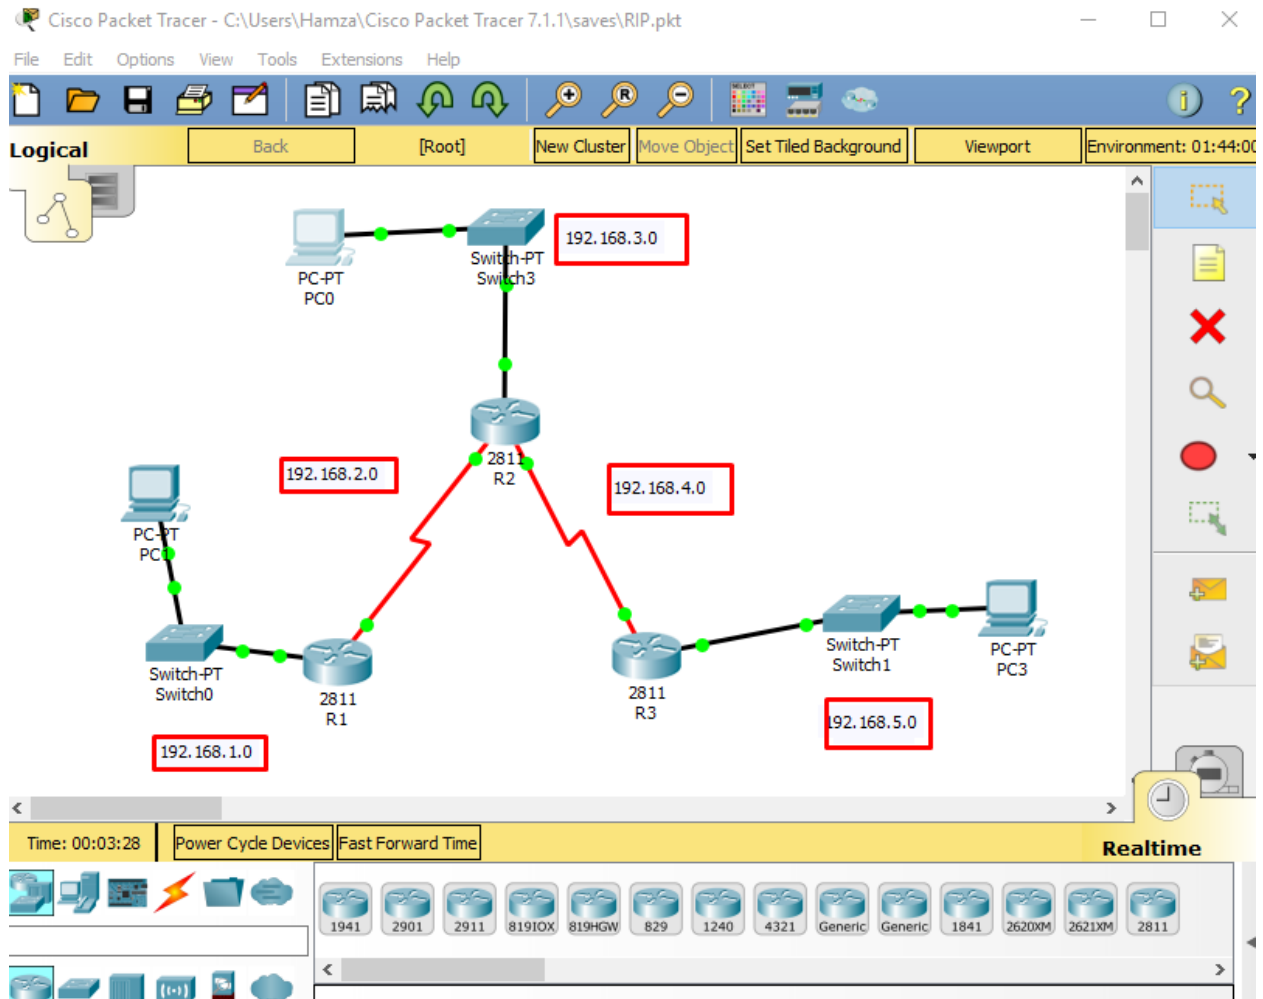 Cisco Packet Tracer - C:\Users\Hamza\Cisco Packet Tracer 7.1.1\saves\RIP.pkt
File Edit Options View Tools Extensions Help
Logical Back [Root] New Cluster Move Object Set Tiled Background Viewport Environment: 01:44:00
192.168.3.0
Switch-PT
Switch3
PC-PT
PC0
2811
R2
192.168.2.0
192.168.4.0
PC-PT
PC1
Switch-PT
Switch0
2811
R1
2811
R3
Switch-PT
Switch1
PC-PT
PC3
192.168.5.0
192.168.1.0
Time: 00:03:28 Power Cycle Devices Fast Forward Time Realtime
1941 2901 2911 819IOX 819HGW 829 1240 4321 Generic Generic 1841 2620XM 2621XM 2811